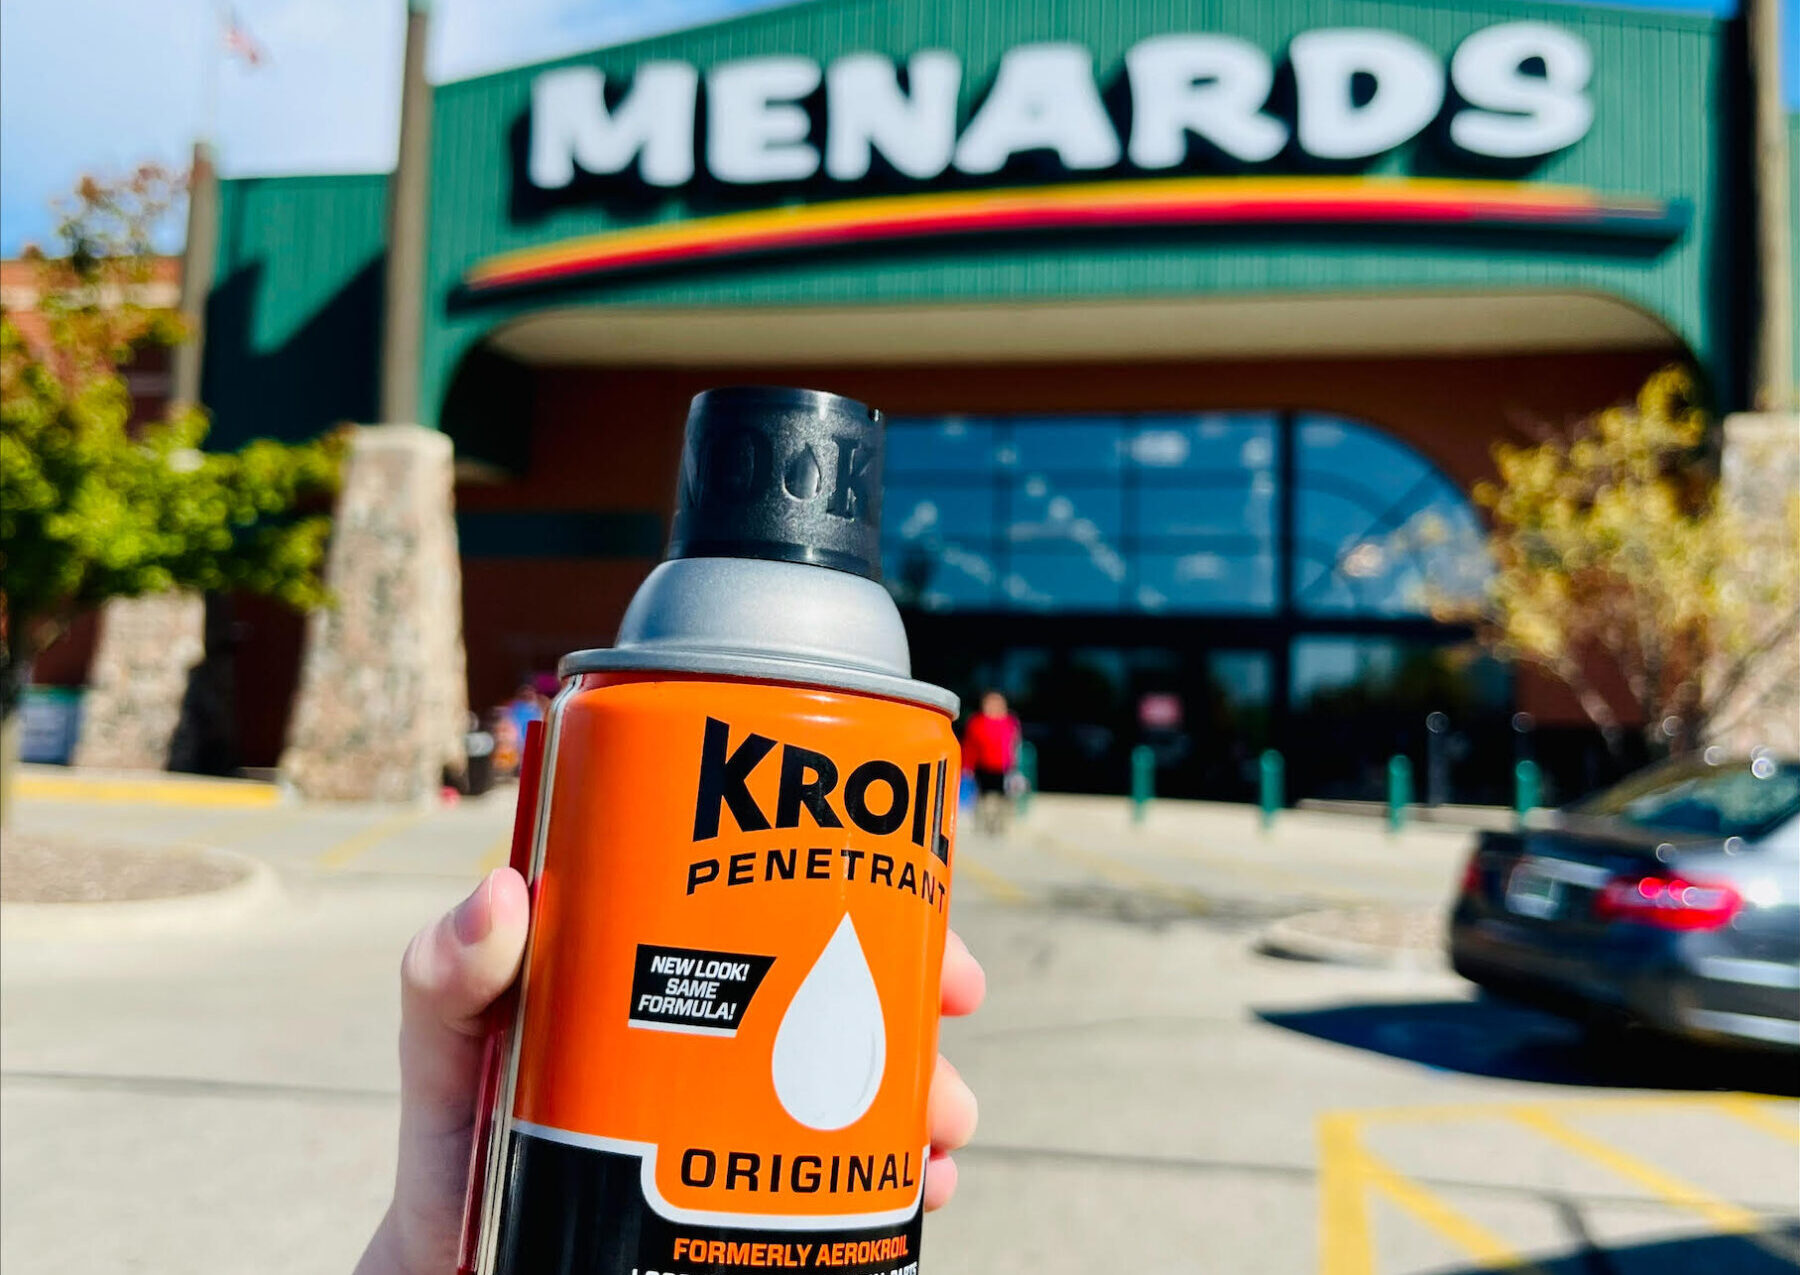 MENARDS
KROIL
PENETRANT
NEW LOOK!
SAME
FORMULA!
ORIGINAL
FORMERLY AEROKROIL